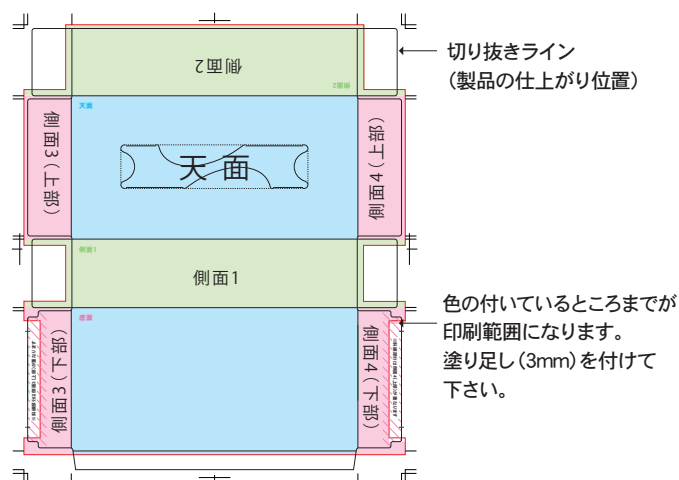 側面2
側面2
切り抜きライン
（製品の仕上がり位置）
天面
側面3（上部）
天面
側面4（上部）
側面1
側面1
色の付いているところまでが
印刷範囲になります。
塗り足し（3mm）を付けて
下さい。
底面
側面3（下部）
側面4（下部）